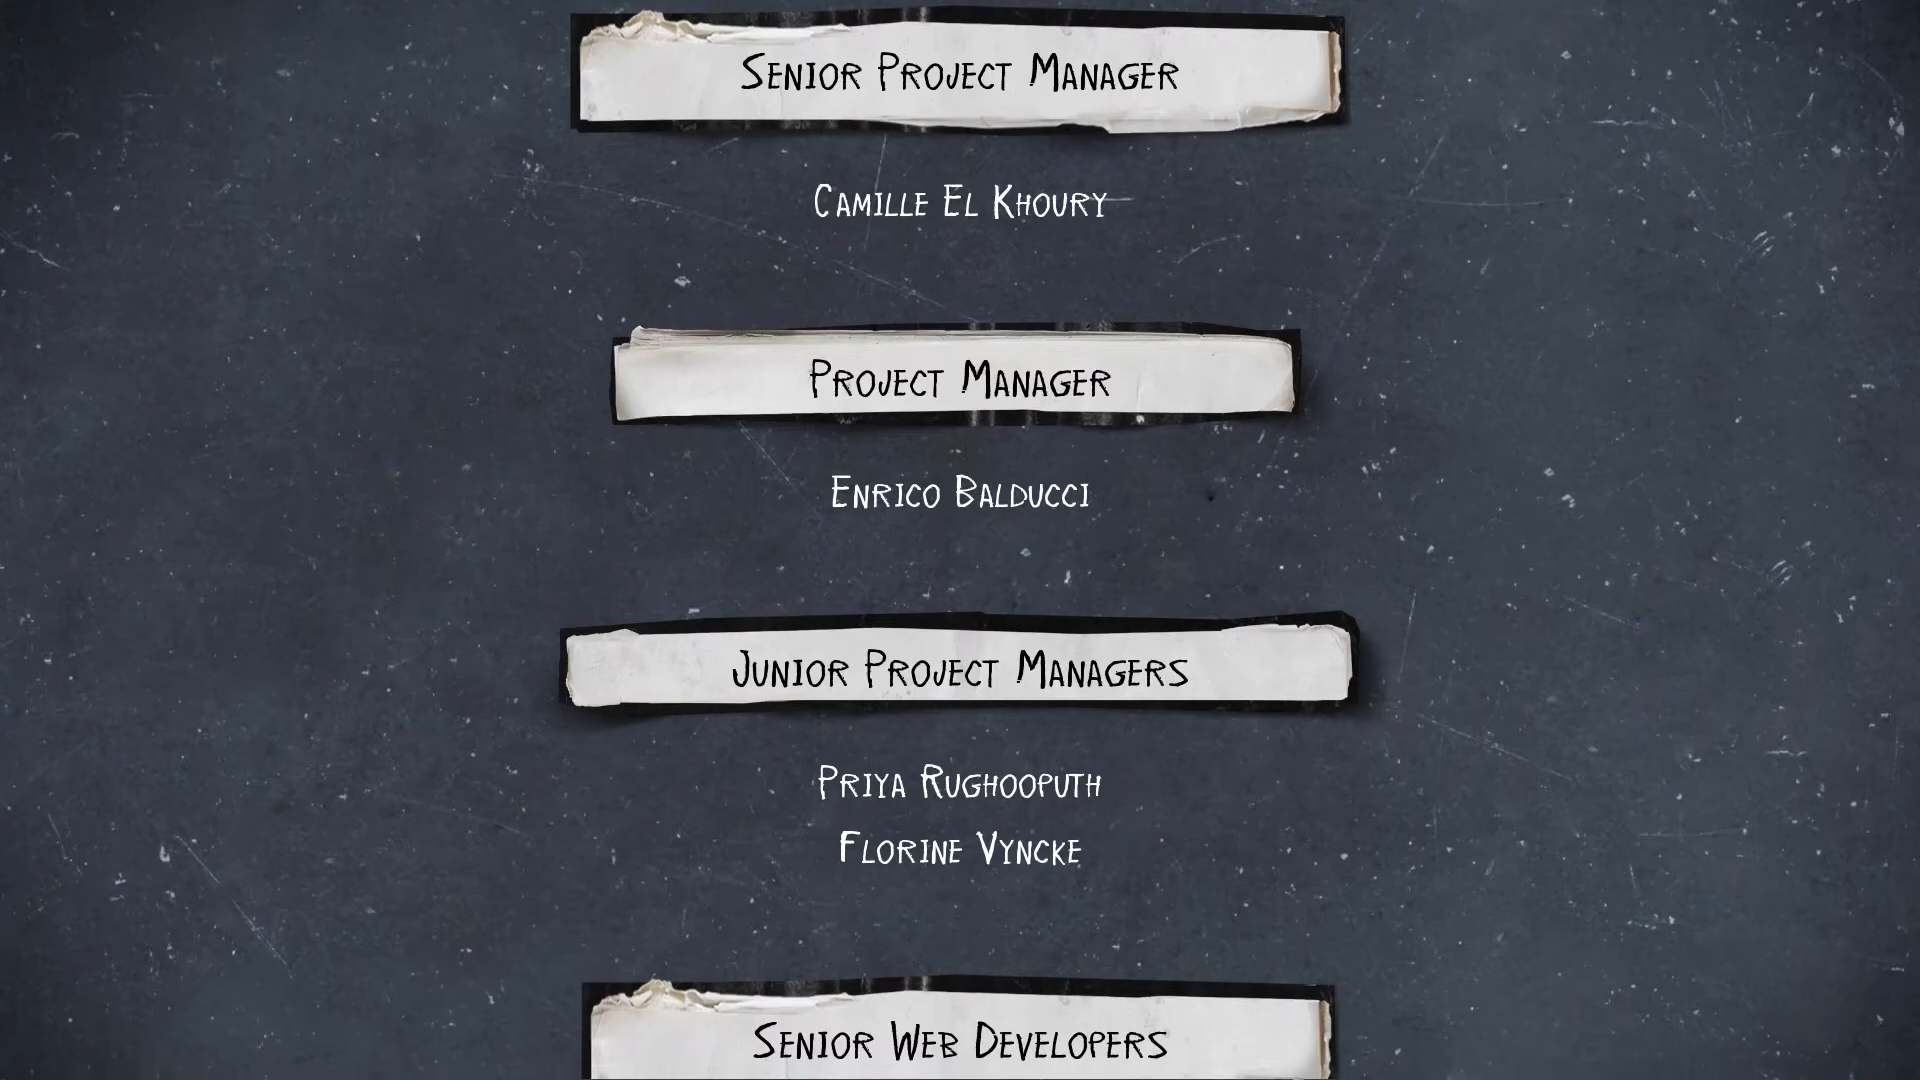 Senior Project Manager
Camille El Khoury
Project Manager
Enrico Balducci
Junior Project Managers
Priya Rughooputh
Florine Vyncke
Senior Web Developers